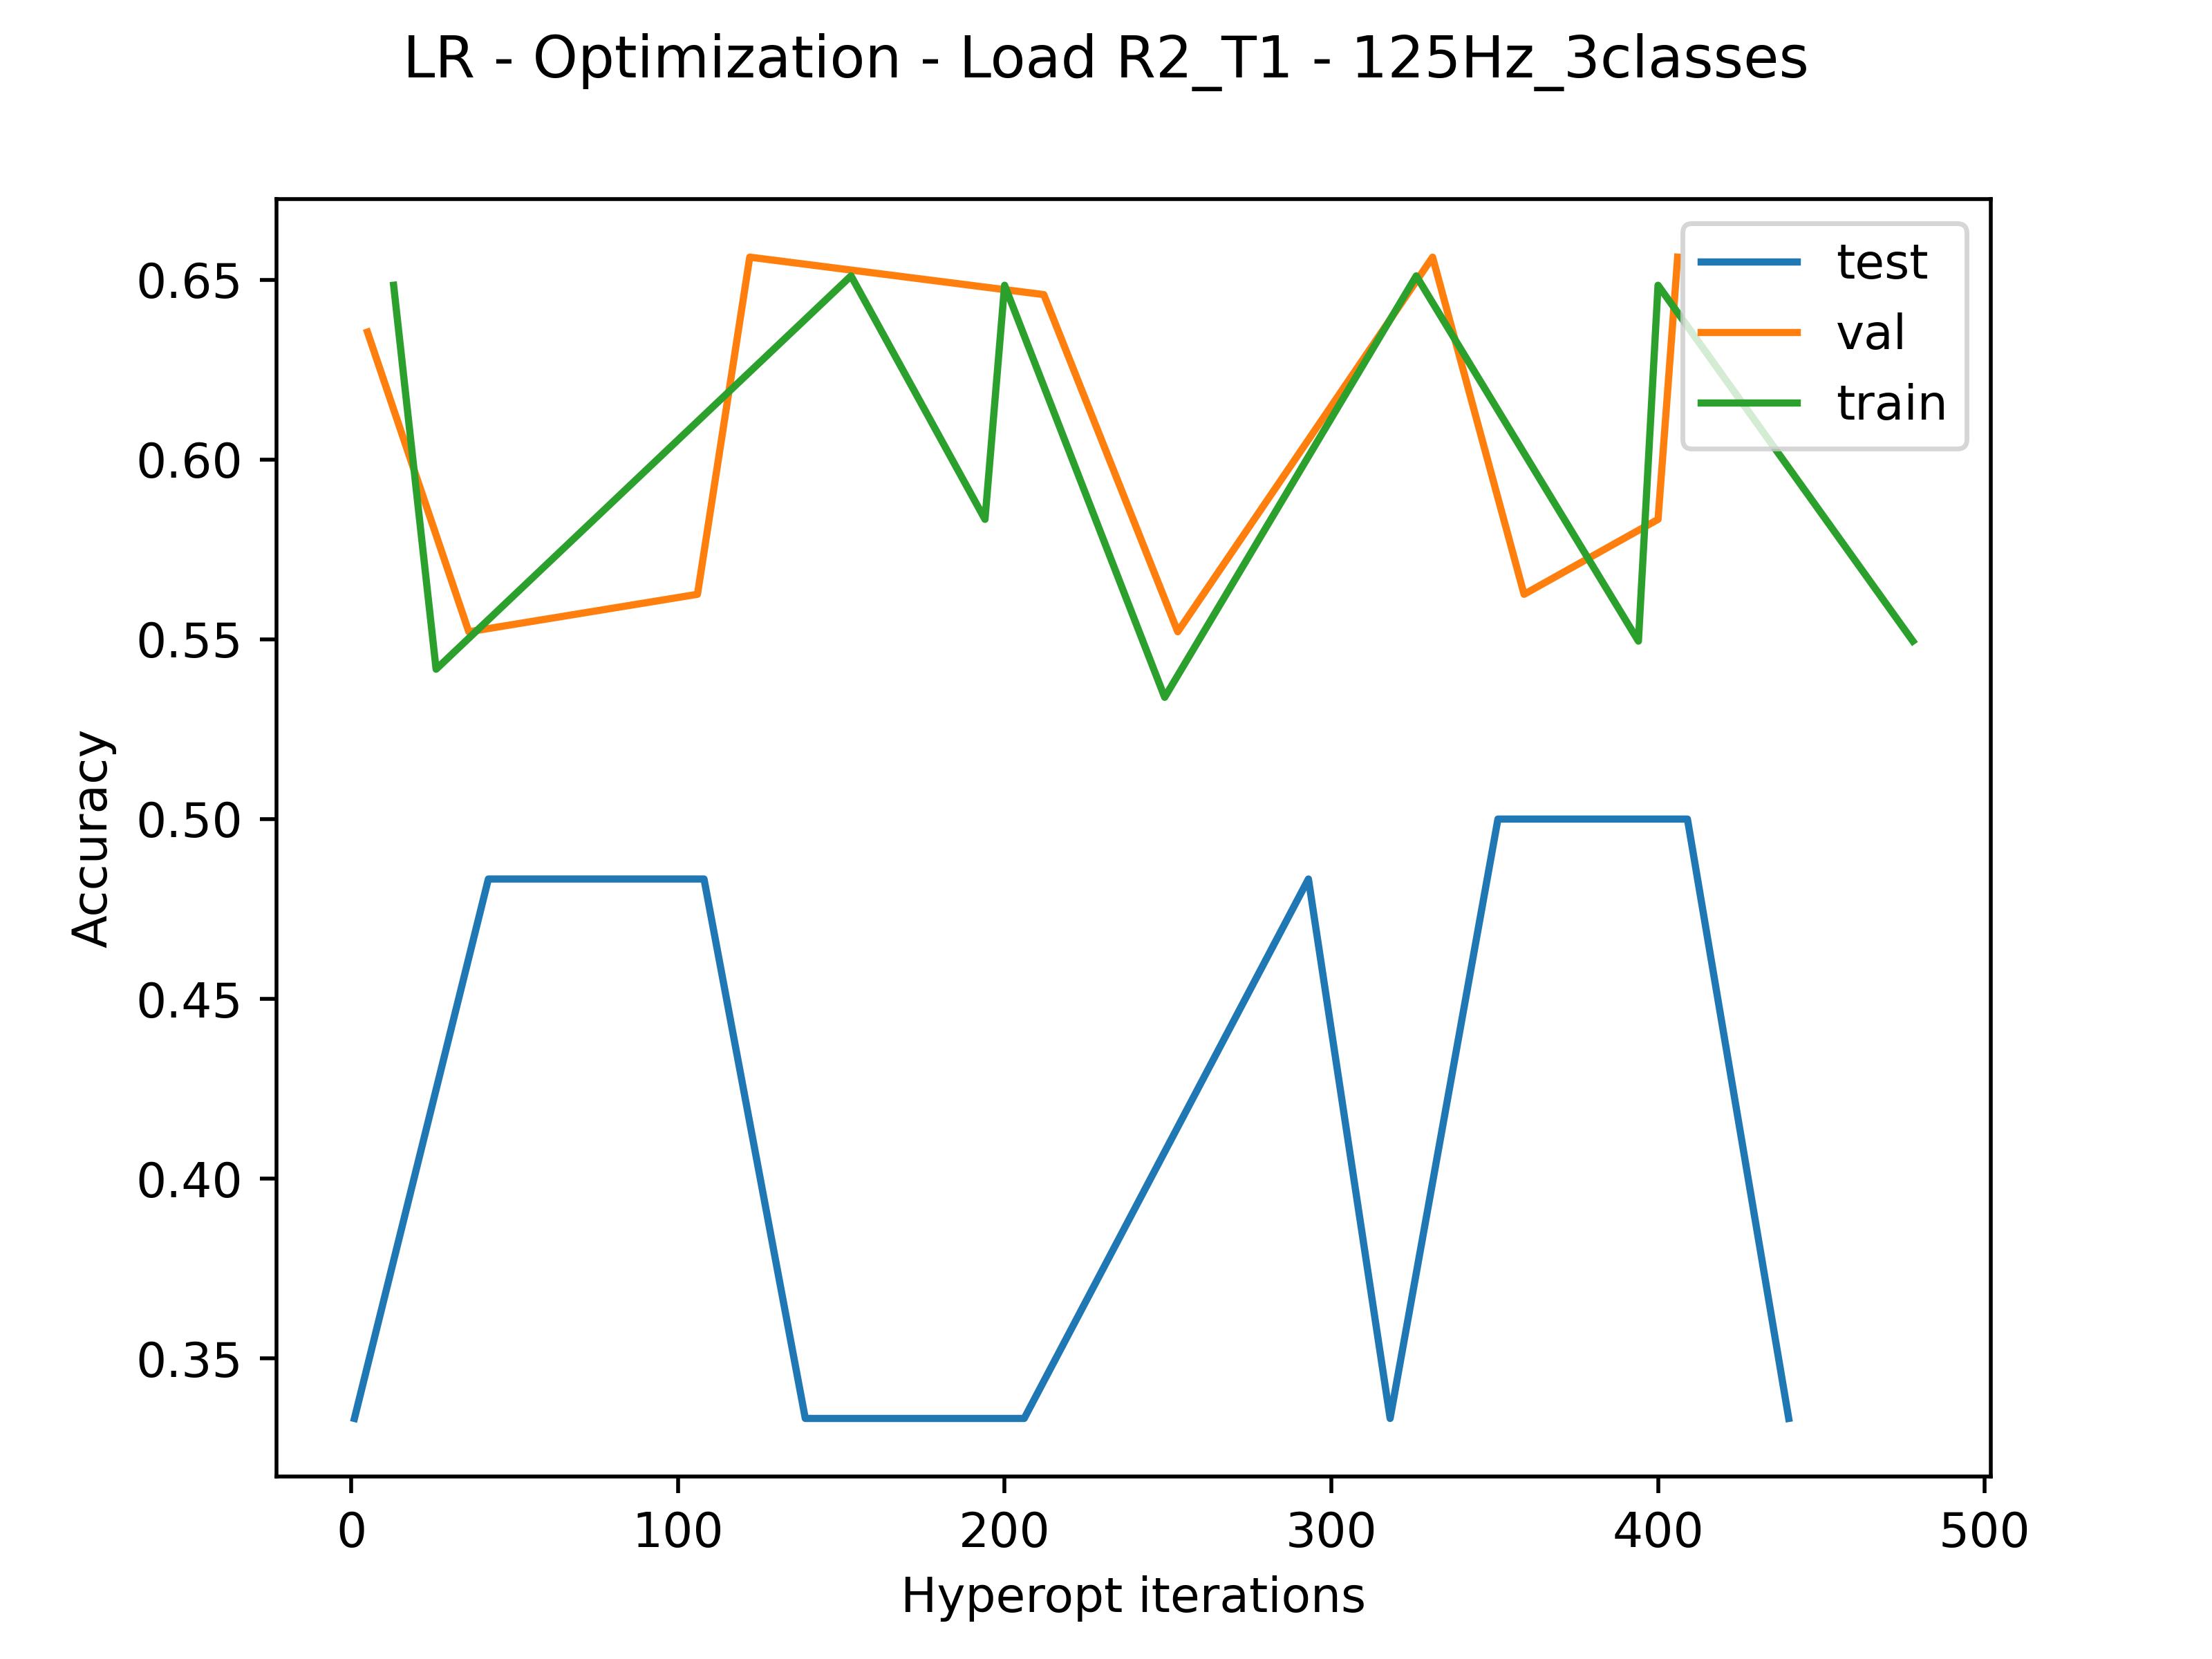 LR - Optimization - Load R2_T1 - 125Hz_3classes
test
val
train
Accuracy
0.65
0.60
0.55
0.50
0.45
0.40
0.35
0 100 200 300 400 500
Hyperopt iterations